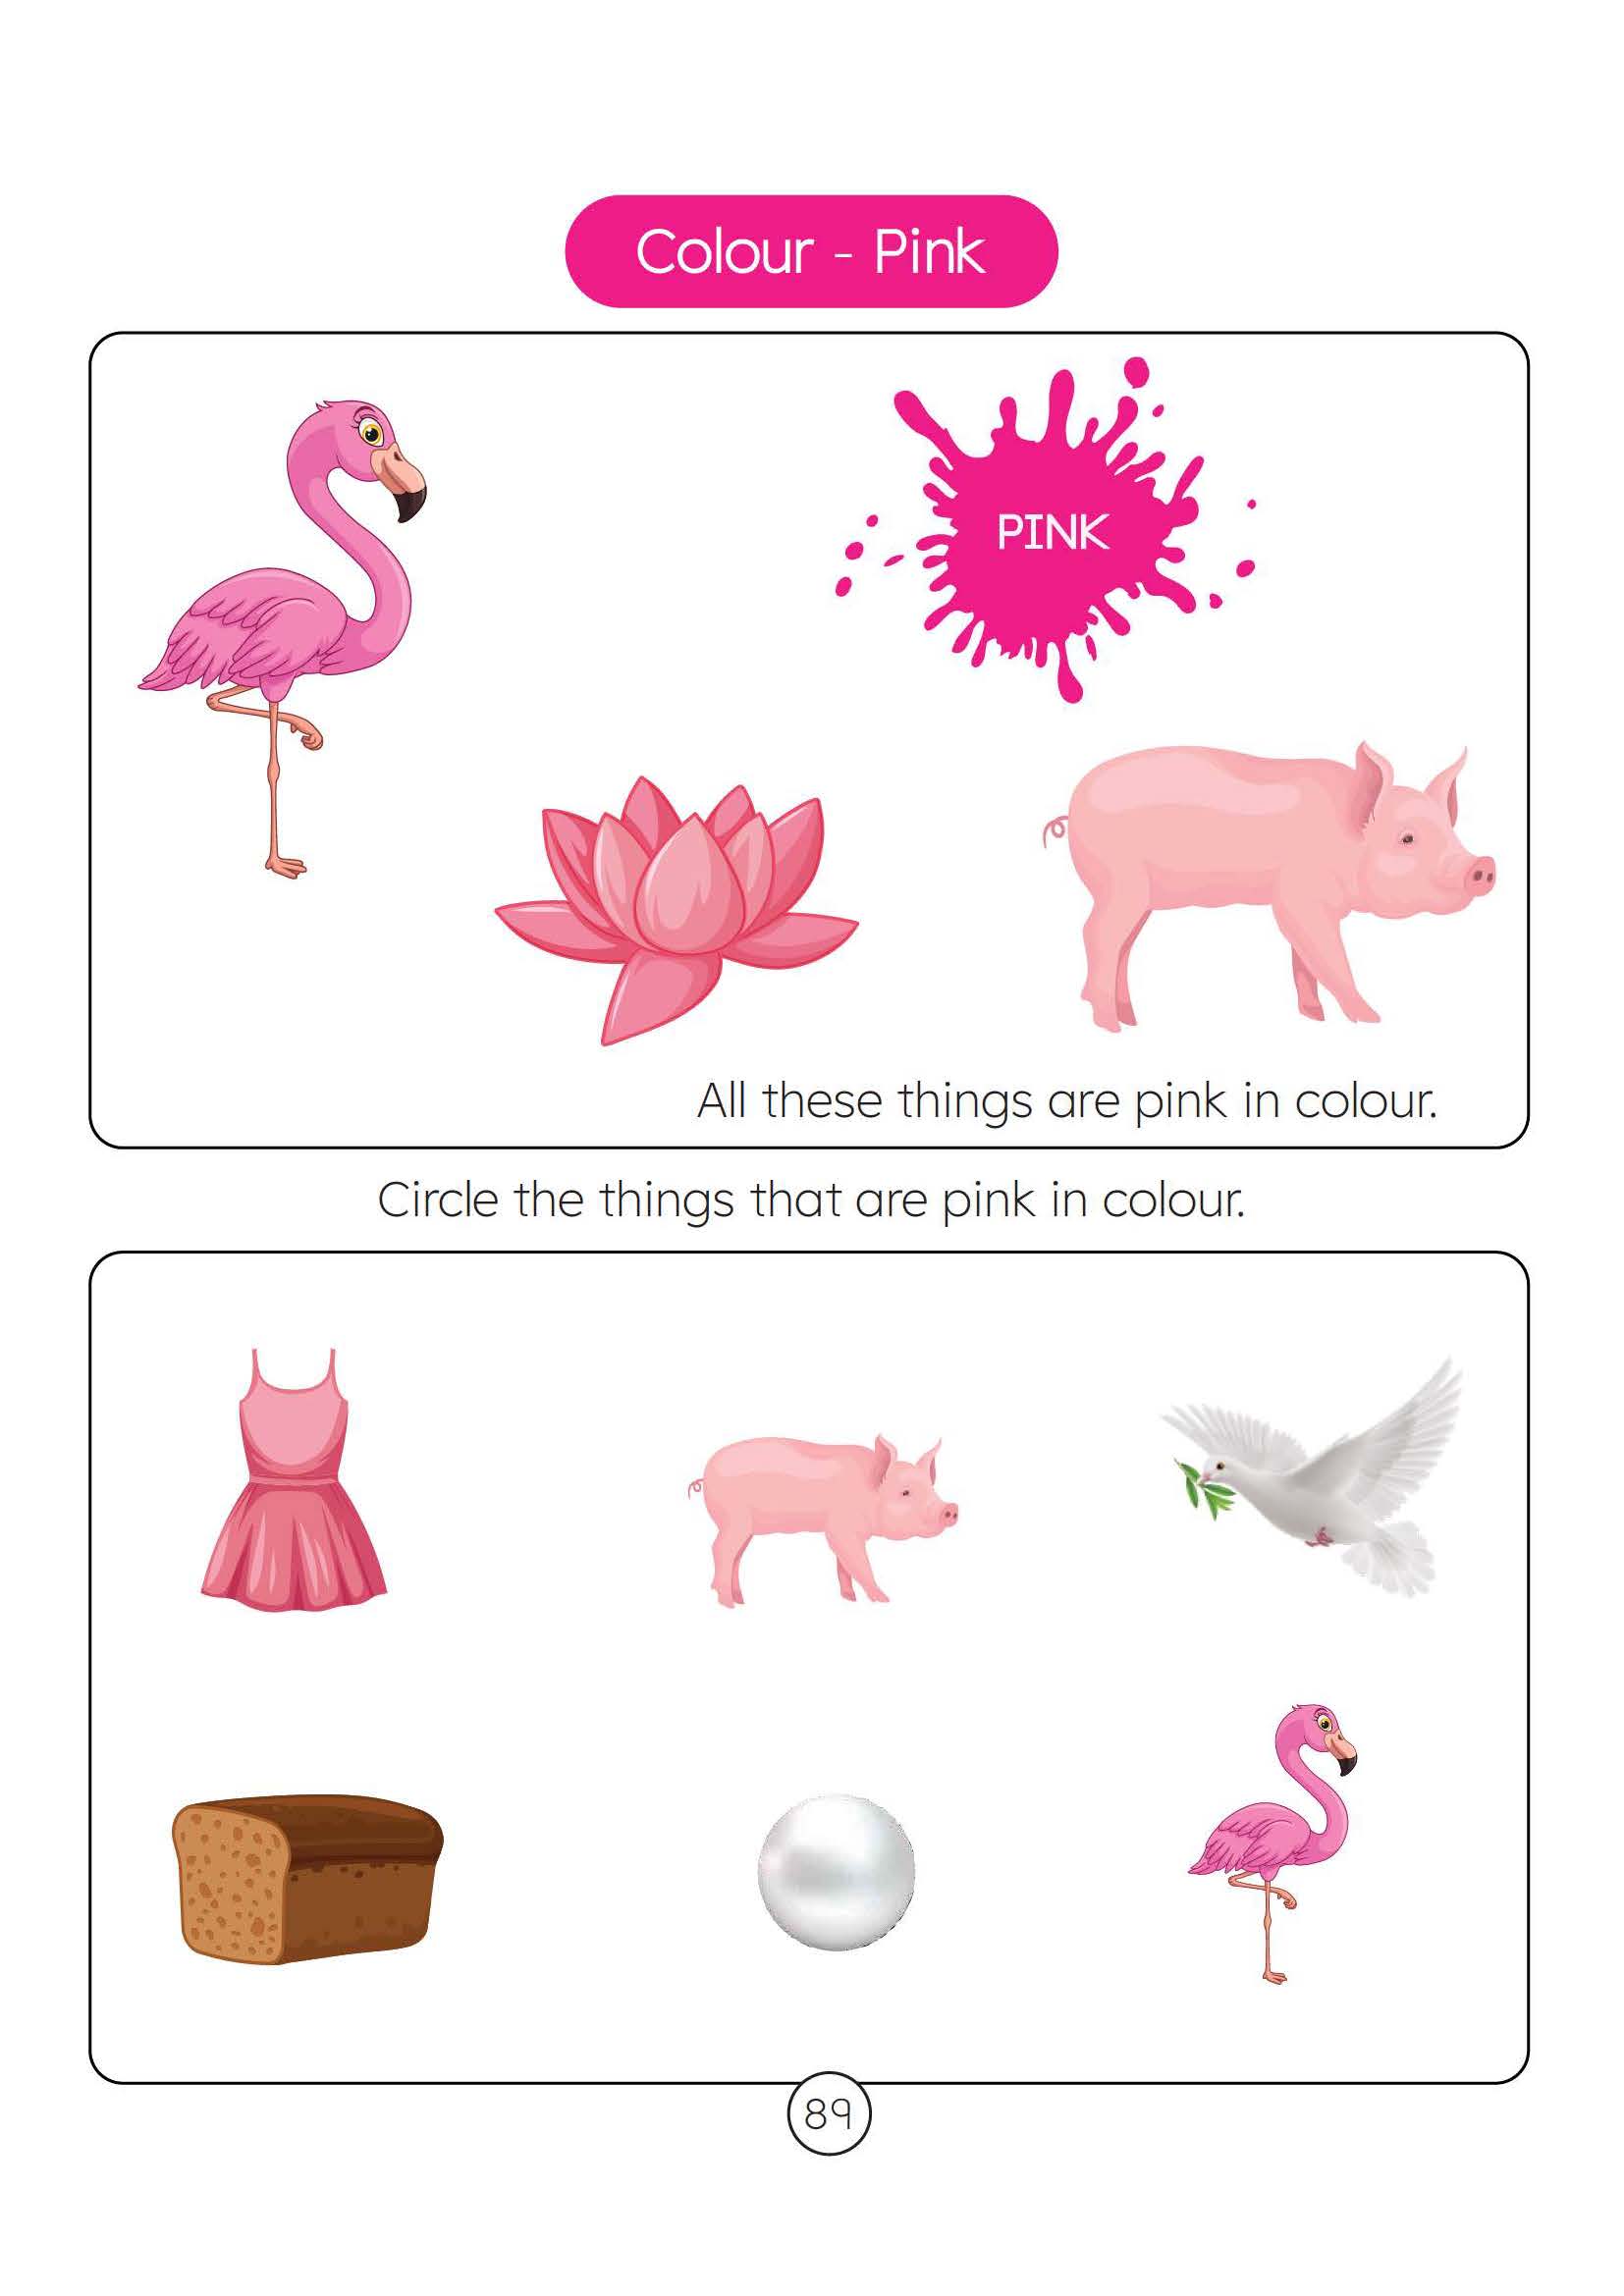 Colour - Pink
PINK
All these things are pink in colour.
Circle the things that are pink in colour.
89